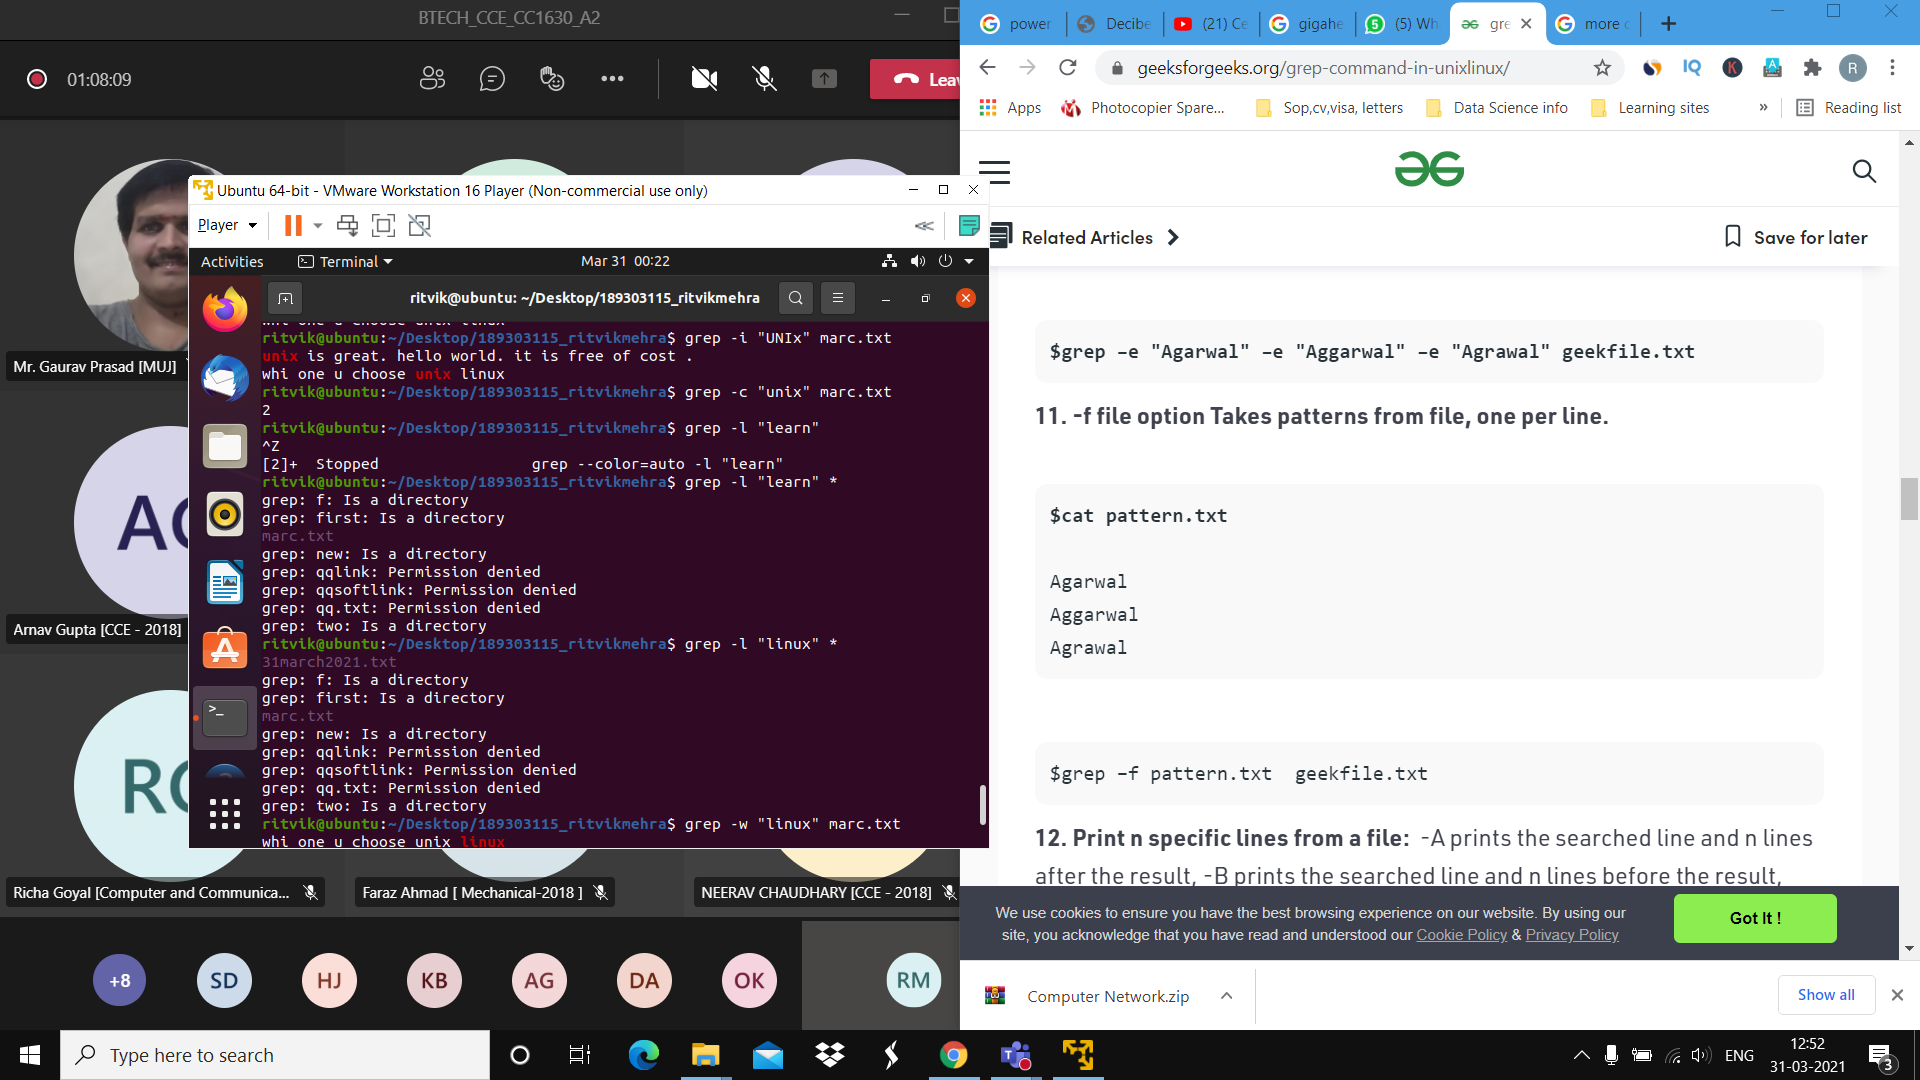 BTECH_CCE_CC1630_A2
01:08:09
Mr. Gaurav Prasad [MUJ]
Arnav Gupta [CCE - 2018]
Richa Goyal [Computer and Communica...
Faraz Ahmad [ Mechanical-2018 ]
NEERAV CHAUDHARY [CCE - 2018]
+8
SD
HJ
KB
AG
DA
OK
RM
Ubuntu 64-bit - VMware Workstation 16 Player (Non-commercial use only)
Player
Activities
Terminal
Mar 31 00:22
ritvik@ubuntu: ~/Desktop/189303115_ritvikmehra
whi one u choose unix linux
ritvik@ubuntu:~/Desktop/189303115_ritvikmehra$ grep -i "UNIx" marc.txt
unix is great. hello world. it is free of cost .
whi one u choose unix linux
ritvik@ubuntu:~/Desktop/189303115_ritvikmehra$ grep -c "unix" marc.txt
2
ritvik@ubuntu:~/Desktop/189303115_ritvikmehra$ grep -l "learn"
^Z
[2]+  Stopped                 grep --color=auto -l "learn"
ritvik@ubuntu:~/Desktop/189303115_ritvikmehra$ grep -l "learn" *
grep: f: Is a directory
grep: first: Is a directory
marc.txt
grep: new: Is a directory
grep: qqlink: Permission denied
grep: qqsoftlink: Permission denied
grep: qq.txt: Permission denied
grep: two: Is a directory
ritvik@ubuntu:~/Desktop/189303115_ritvikmehra$ grep -l "linux" *
31march2021.txt
grep: f: Is a directory
grep: first: Is a directory
marc.txt
grep: new: Is a directory
grep: qqlink: Permission denied
grep: qqsoftlink: Permission denied
grep: qq.txt: Permission denied
grep: two: Is a directory
ritvik@ubuntu:~/Desktop/189303115_ritvikmehra$ grep -w "linux" marc.txt
whi one u choose unix linux
power
Decibe
(21) Ce
gigahe
(5) Wh
gre
more
geeksforgeeks.org/grep-command-in-unixlinux/
IQ
K
R
Apps
Photocopier Spare...
Sop,cv,visa, letters
Data Science info
Learning sites
»
Reading list
Related Articles
Save for later
$grep –e "Agarwal" –e "Aggarwal" –e "Agrawal" geekfile.txt
11. -f file option Takes patterns from file, one per line.
$cat pattern.txt
Agarwal
Aggarwal
Agrawal
$grep –f pattern.txt  geekfile.txt
12. Print n specific lines from a file: -A prints the searched line and n lines
after the result, -B prints the searched line and n lines before the result,
We use cookies to ensure you have the best browsing experience on our website. By using our
site, you acknowledge that you have read and understood our Cookie Policy & Privacy Policy
Got It !
Computer Network.zip
Show all
Type here to search
ENG
12:52
31-03-2021
3